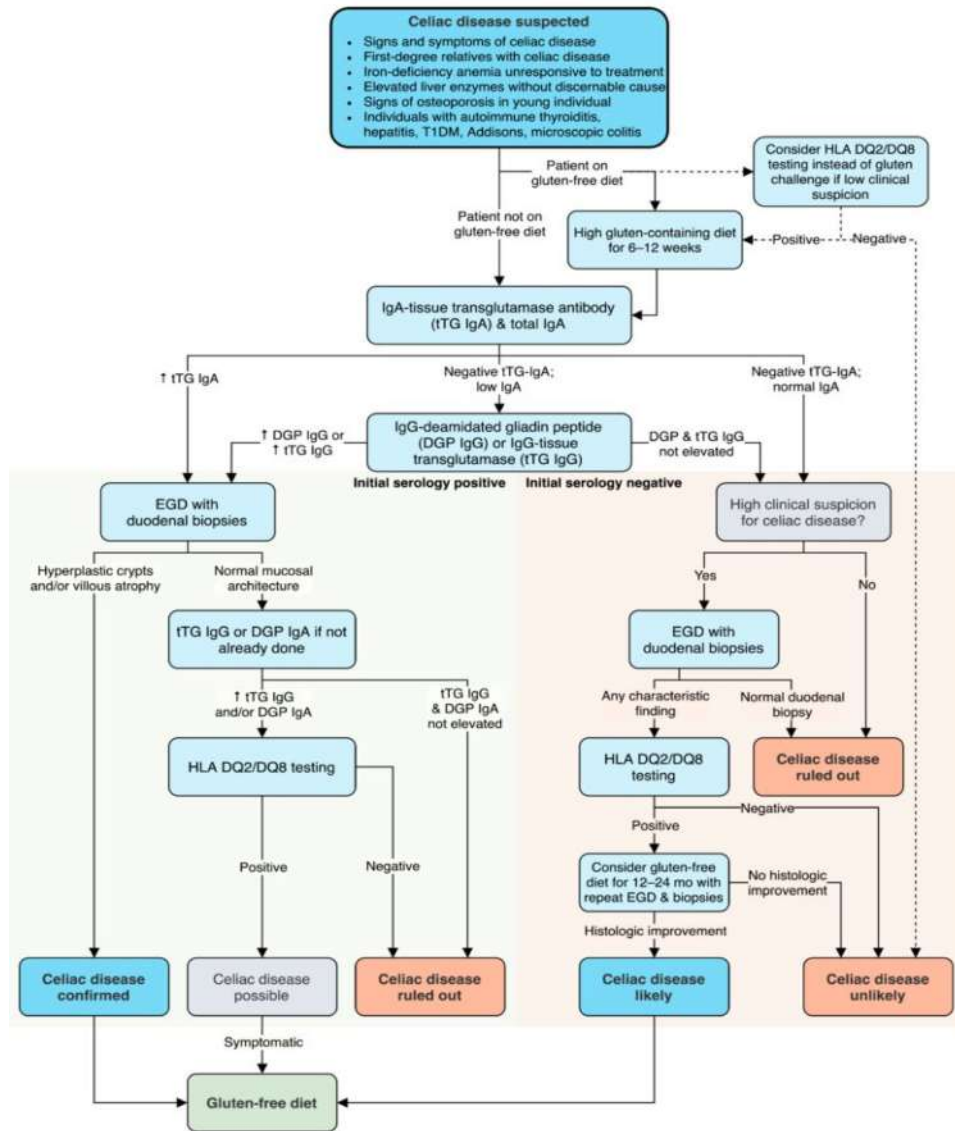 Celiac disease suspected
• Signs and symptoms of celiac disease
• First-degree relatives with celiac disease
• Iron-deficiency anemia unresponsive to treatment
• Elevated liver enzymes without discernable cause
• Signs of osteoporosis in young individual
• Individuals with autoimmune thyroiditis,
hepatitis, T1DM, Addisons, microscopic colitis
Patient on
gluten-free diet
Consider HLA DQ2/DQ8
testing instead of gluten
challenge if low clinical
suspicion
Patient not on
gluten-free diet
High gluten-containing diet
for 6–12 weeks
Positive
Negative
IgA-tissue transglutamase antibody
(tTG IgA) & total IgA
↑ tTG IgA
Negative tTG-IgA;
low IgA
Negative tTG-IgA;
normal IgA
↑ DGP IgG or
↑ tTG IgG
IgG-deamidated gliadin peptide
(DGP IgG) or IgG-tissue
transglutamase (tTG IgG)
DGP & tTG IgG
not elevated
Initial serology positive
Initial serology negative
EGD with
duodenal biopsies
High clinical suspicion
for celiac disease?
Hyperplastic crypts
and/or villous atrophy
Normal mucosal
architecture
Yes
No
tTG IgG or DGP IgA if not
already done
EGD with
duodenal biopsies
↑ tTG IgG
and/or DGP IgA
tTG IgG
& DGP IgA
not elevated
Any characteristic
finding
Normal duodenal
biopsy
HLA DQ2/DQ8 testing
HLA DQ2/DQ8
testing
Celiac disease
ruled out
Positive
Negative
Positive
Negative
Consider gluten-free
diet for 12–24 mo with
repeat EGD & biopsies
No histologic
improvement
Histologic improvement
Celiac disease
confirmed
Celiac disease
possible
Celiac disease
ruled out
Celiac disease
likely
Celiac disease
unlikely
Symptomatic
Gluten-free diet